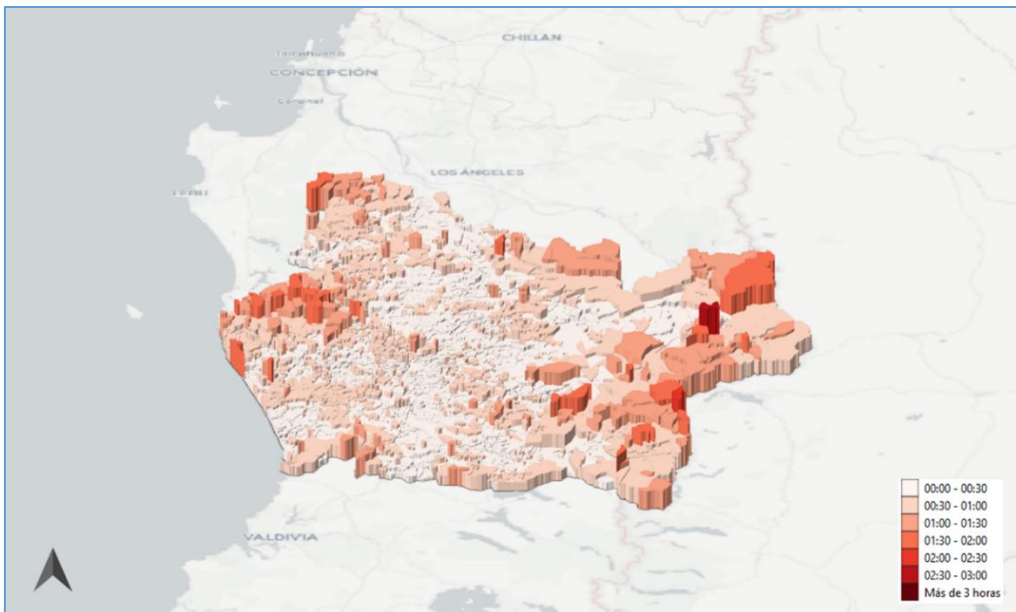 CHILLÁN
Talcahuano
CONCEPCIÓN
Coronel
LOS ÁNGELES
LEBU
VALDIVIA
00:00 - 00:30
00:30 - 01:00
01:00 - 01:30
01:30 - 02:00
02:00 - 02:30
02:30 - 03:00
Más de 3 horas